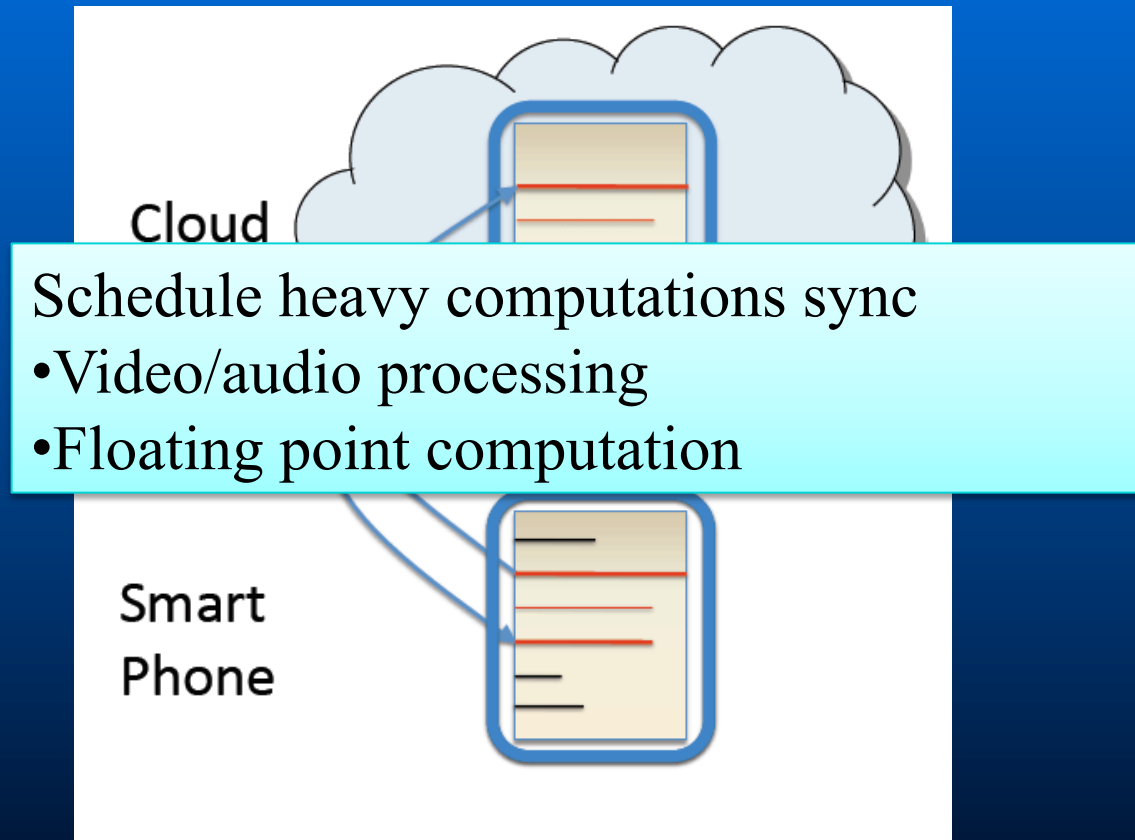 Cloud
Schedule heavy computations sync
•Video/audio processing
•Floating point computation
Smart
Phone